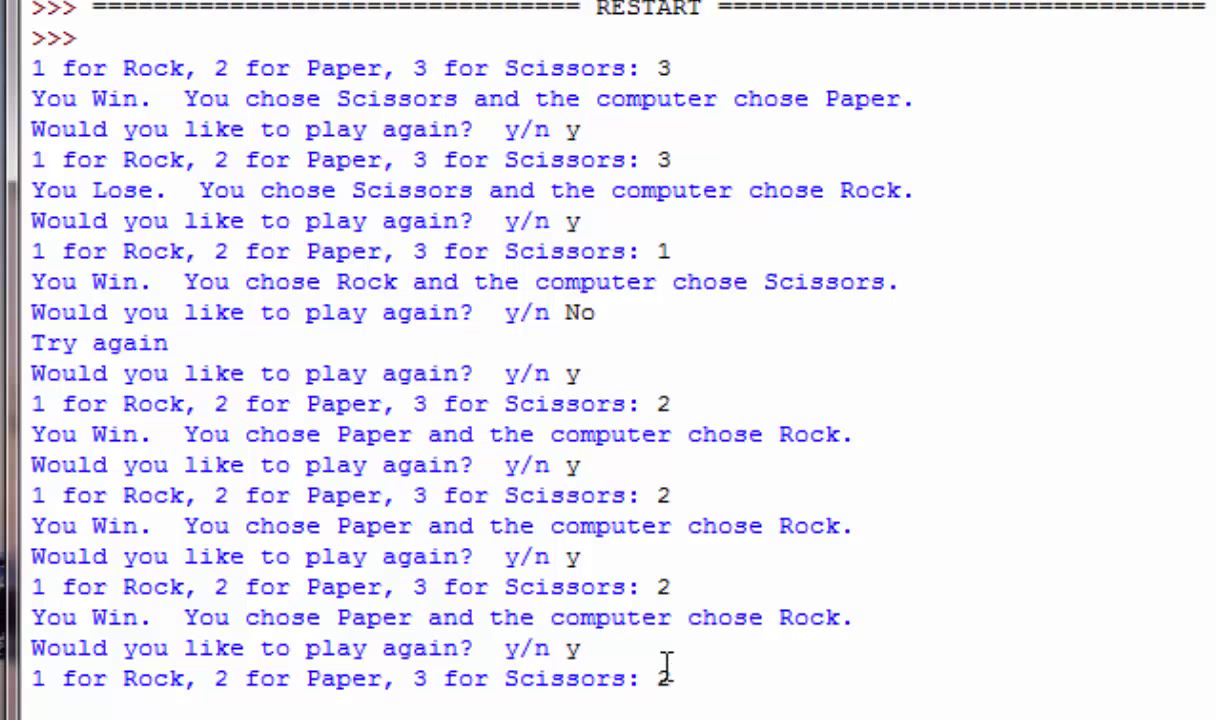 >>> ================================ RESTART ================================
>>>
1 for Rock, 2 for Paper, 3 for Scissors: 3
You Win.  You chose Scissors and the computer chose Paper.
Would you like to play again?  y/n y
1 for Rock, 2 for Paper, 3 for Scissors: 3
You Lose.  You chose Scissors and the computer chose Rock.
Would you like to play again?  y/n y
1 for Rock, 2 for Paper, 3 for Scissors: 1
You Win.  You chose Rock and the computer chose Scissors.
Would you like to play again?  y/n No
Try again
Would you like to play again?  y/n y
1 for Rock, 2 for Paper, 3 for Scissors: 2
You Win.  You chose Paper and the computer chose Rock.
Would you like to play again?  y/n y
1 for Rock, 2 for Paper, 3 for Scissors: 2
You Win.  You chose Paper and the computer chose Rock.
Would you like to play again?  y/n y
1 for Rock, 2 for Paper, 3 for Scissors: 2
You Win.  You chose Paper and the computer chose Rock.
Would you like to play again?  y/n y
1 for Rock, 2 for Paper, 3 for Scissors: 2